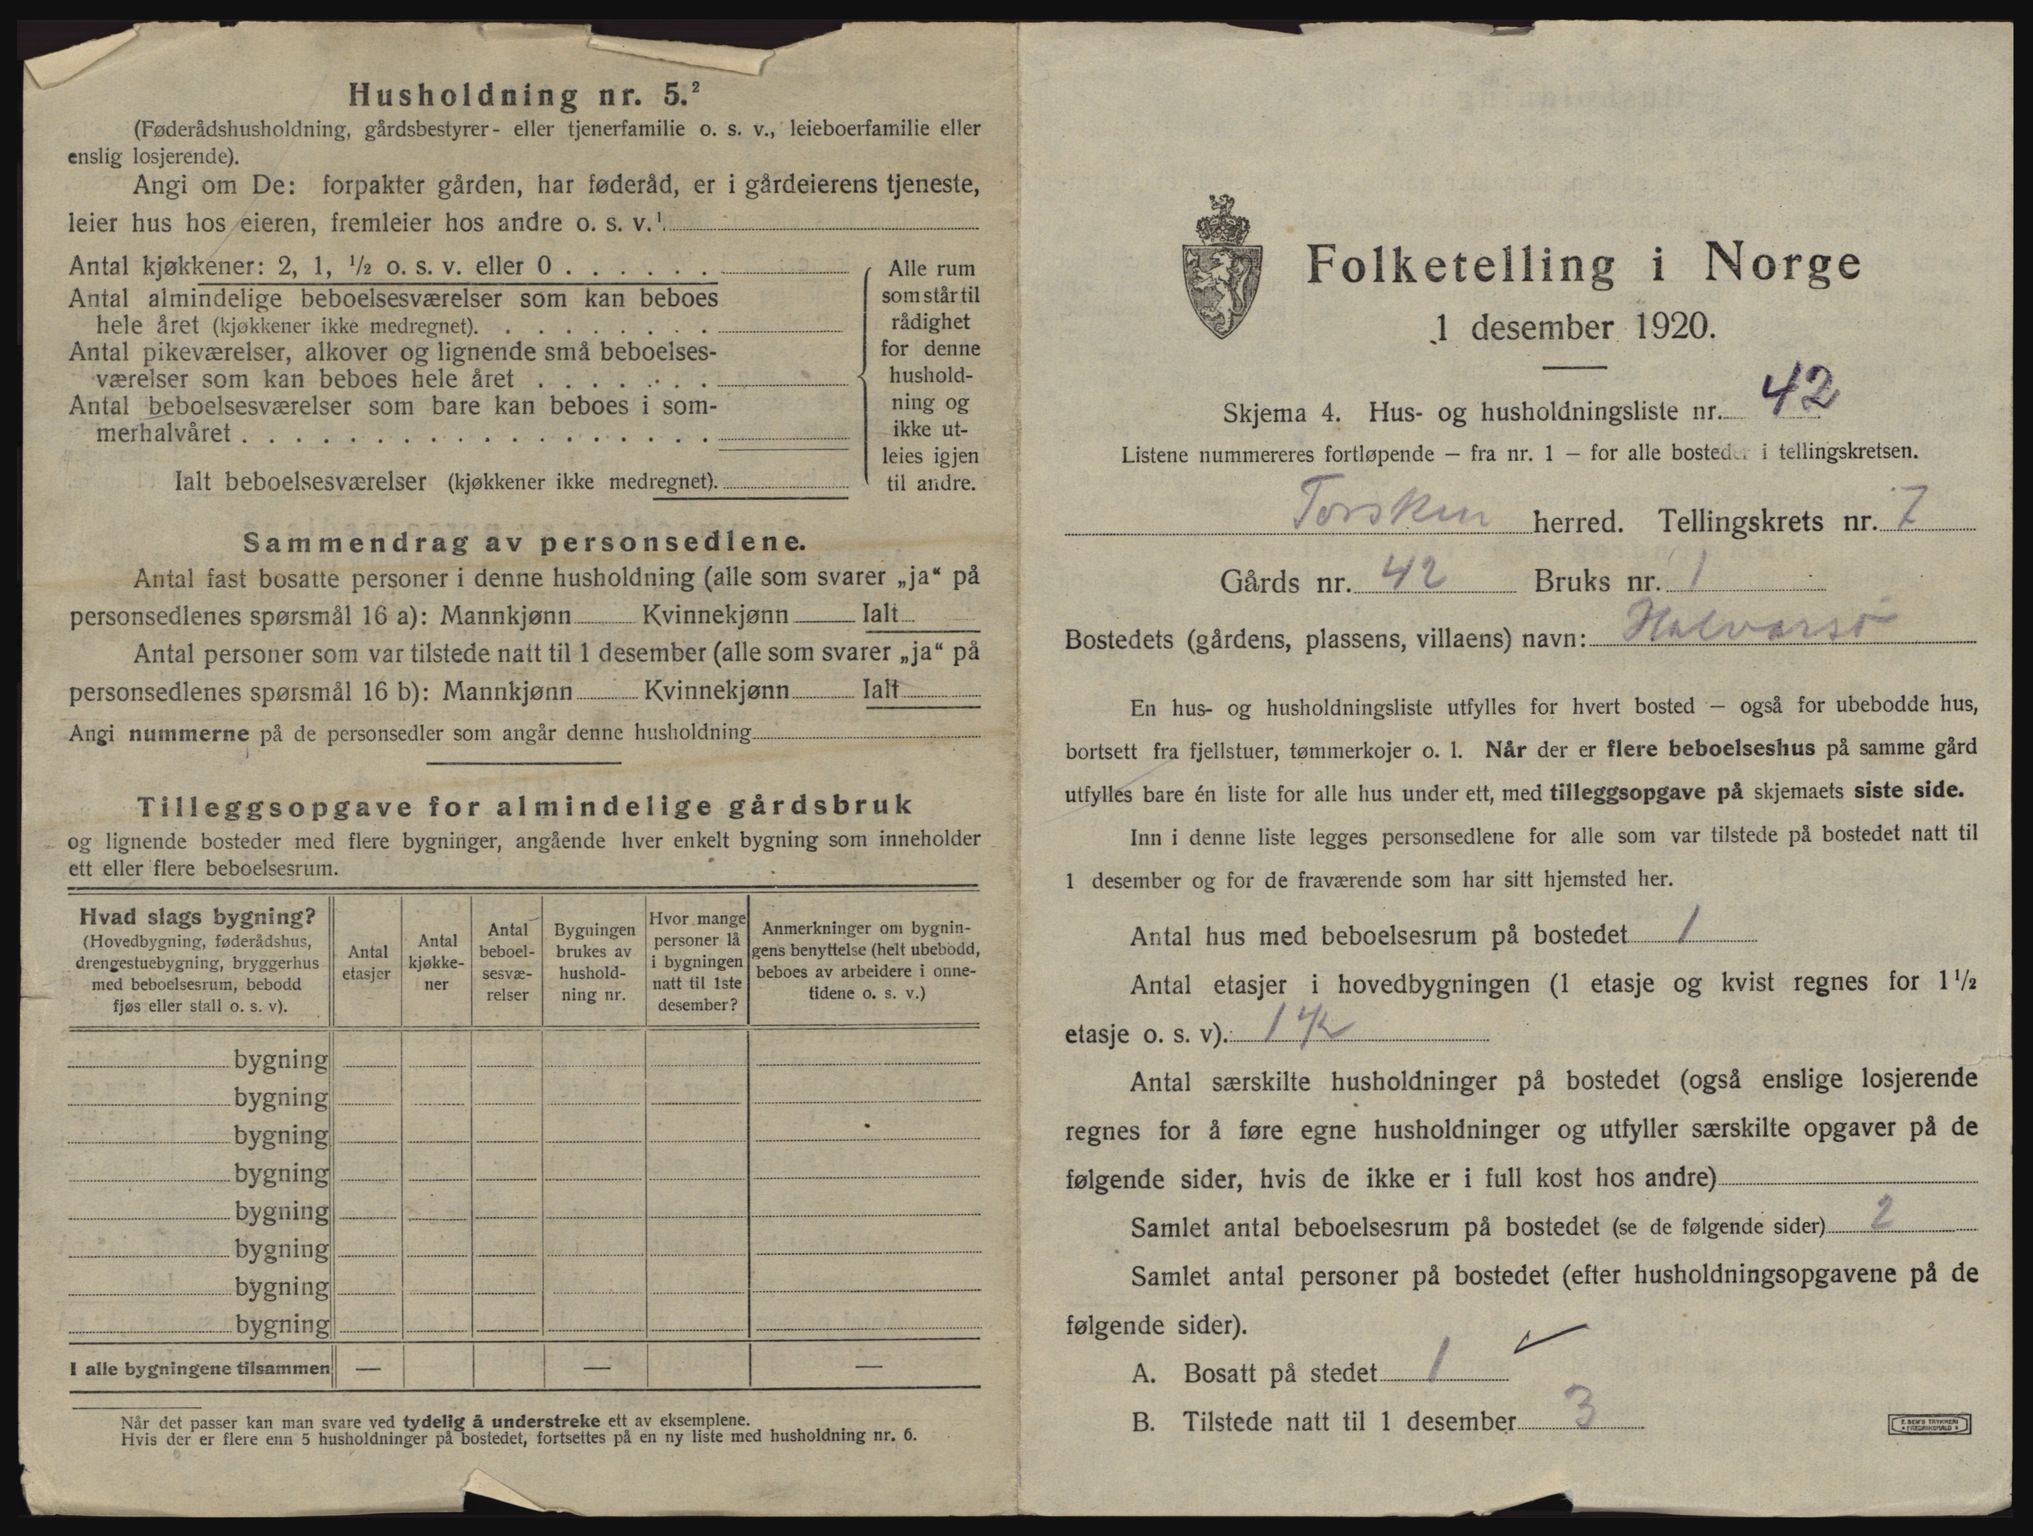 Husholdning nr. 5.²
(Føderådshusholdning, gårdsbestyrer- eller tjenerfamilie o. s. v., leieboerfamilie eller
enslig losjerende).
Angi om De: forpakter gården, har føderåd, er i gårdeierens tjeneste,
leier hus hos eieren, fremleier hos andre o. s. v.¹
Antal kjøkkener: 2, 1, ½ o. s. v. eller 0
Antal almindelige beboelsesværelser som kan beboes
hele året (kjøkkener ikke medregnet).
Antal pikeværelser, alkover og lignende små beboelses-
værelser som kan beboes hele året
Antal beboelsesværelser som bare kan beboes i som-
merhalvåret
Ialt beboelsesværelser (kjøkkener ikke medregnet).
Alle rum
som står til
rådighet
for denne
hushold-
ning og
ikke ut-
leies igjen
til andre.
Sammendrag av personsedlene.
Antal fast bosatte personer i denne husholdning (alle som svarer „ja“ på
personsedlenes spørsmål 16 a): Mannkjønn Kvinnekjønn Ialt
Antal personer som var tilstede natt til 1 desember (alle som svarer „ja“ på
personsedlenes spørsmål 16 b): Mannkjønn Kvinnekjønn Ialt
Angi nummerne på de personsedler som angår denne husholdning
Tilleggsopgave for almindelige gårdsbruk
og lignende bosteder med flere bygninger, angående hver enkelt bygning som inneholder
ett eller flere beboelsesrum.
Hvad slags bygning?
(Hovedbygning, føderådshus,
drengestuebygning, bryggerhus
med beboelsesrum, bebodd
fjøs eller stall o. s. v).
Antal
etasjer
Antal
kjøkke-
ner
Antal
beboel-
sesvæ-
relser
Bygningen
brukes av
hushold-
ning nr.
Hvor mange
personer lå
i bygningen
natt til 1ste
desember?
Anmerkninger om bygnin-
gens benyttelse (helt ubebodd,
beboes av arbeidere i onne-
tidene o. s. v.)
bygning
bygning
bygning
bygning
bygning
bygning
bygning
bygning
I alle bygningene tilsammen — — —
Når det passer kan man svare ved tydelig å understreke ett av eksemplene.
Hvis der er flere enn 5 husholdninger på bostedet, fortsettes på en ny liste med husholdning nr. 6.
Folketelling i Norge
1 desember 1920.
Skjema 4. Hus- og husholdningsliste nr. 42
Listene nummereres fortløpende — fra nr. 1 — for alle bosteder i tellingskretsen.
Torsken herred. Tellingskrets nr. 7
Gårds nr. 42 Bruks nr. 1
Bostedets (gårdens, plassens, villaens) navn: Halvarsö
En hus- og husholdningsliste utfylles for hvert bosted — også for ubebodde hus,
bortsett fra fjellstuer, tømmerkojer o. l. Når der er flere beboelseshus på samme gård
utfylles bare én liste for alle hus under ett, med tilleggsopgave på skjemaets siste side.
Inn i denne liste legges personsedlene for alle som var tilstede på bostedet natt til
1 desember og for de fraværende som har sitt hjemsted her.
Antal hus med beboelsesrum på bostedet 1
Antal etasjer i hovedbygningen (1 etasje og kvist regnes for 1½
etasje o. s. v). 1 ½
Antal særskilte husholdninger på bostedet (også enslige losjerende
regnes for å føre egne husholdninger og utfyller særskilte opgaver på de
følgende sider, hvis de ikke er i full kost hos andre)
Samlet antal beboelsesrum på bostedet (se de følgende sider) 2
Samlet antal personer på bostedet (efter husholdningsopgavene på de
følgende sider).
A. Bosatt på stedet 1 ✓
B. Tilstede natt til 1 desember 3